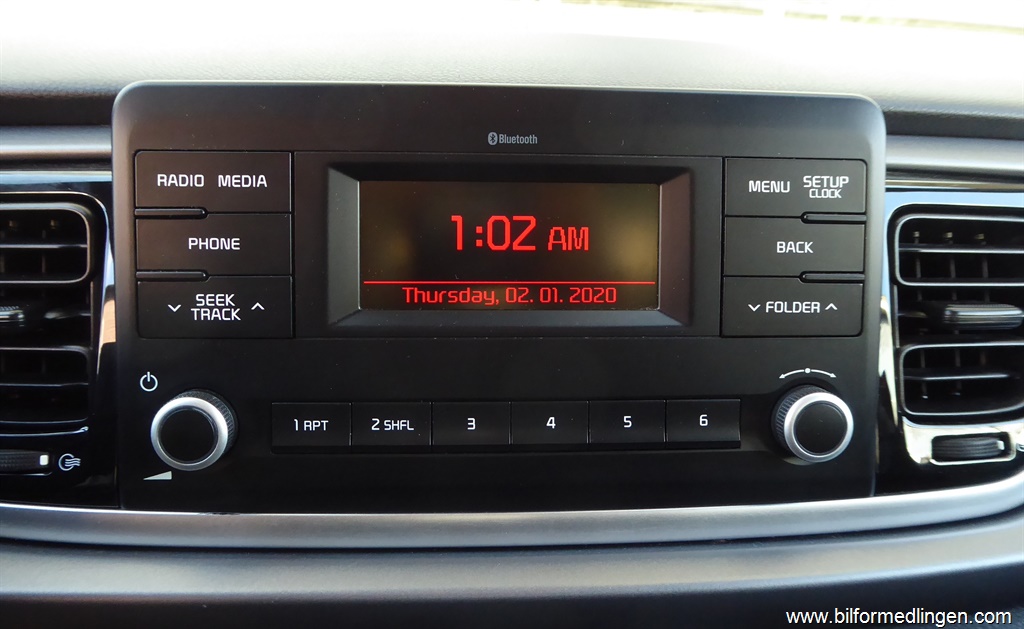 Bluetooth
RADIO MEDIA
PHONE
SEEK
TRACK
1:02 AM
Thursday, 02. 01. 2020
MENU SETUP
CLOCK
BACK
FOLDER
1 RPT 2 SHFL 3 4 5 6
www.bilformedlingen.com